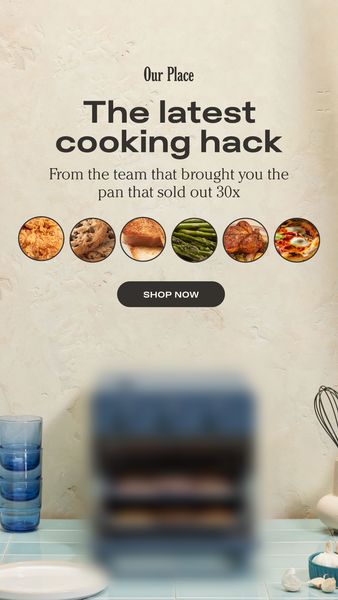 Our Place
The latest
cooking hack
From the team that brought you the
pan that sold out 30x
SHOP NOW